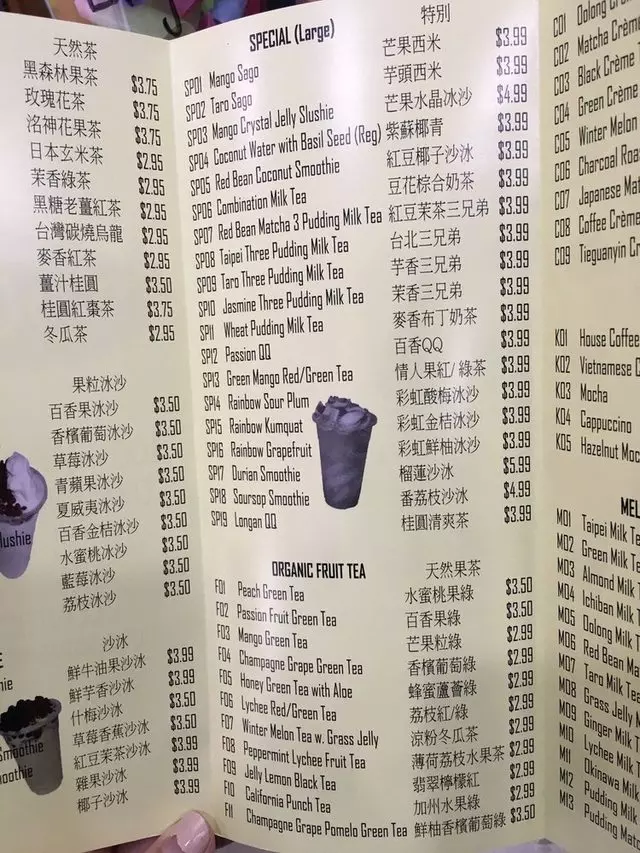 天然茶
黑森林果茶 $3.75
玫瑰花茶 $3.75
洛神花果茶 $3.75
日本玄米茶 $2.95
茉香綠茶 $2.95
黑糖老薑紅茶 $2.95
台灣碳燒烏龍 $2.95
麥香紅茶 $2.95
薑汁桂圓 $3.50
桂圓紅棗茶 $3.75
冬瓜茶 $2.95
果粒冰沙
百香果冰沙 $3.50
香檳葡萄冰沙 $3.50
草莓冰沙 $3.50
青蘋果冰沙 $3.50
夏威夷冰沙 $3.50
百香金桔冰沙 $3.50
水蜜桃冰沙 $3.50
藍莓冰沙 $3.50
荔枝冰沙 $3.50
沙冰
鮮牛油果沙冰 $3.99
鮮芋香沙冰 $3.99
什梅沙冰 $3.50
草莓香蕉沙冰 $3.50
紅豆茉茶沙冰 $3.99
雜果沙冰 $3.99
椰子沙冰 $3.99
SPECIAL (Large) 特別
SP01 Mango Sago 芒果西米 $3.99
SP02 Taro Sago 芋頭西米 $3.99
SP03 Mango Crystal Jelly Slushie 芒果水晶冰沙 $4.99
SP04 Coconut Water with Basil Seed (Reg) 紫蘇椰青 $3.99
SP05 Red Bean Coconut Smoothie 紅豆椰子沙冰 $3.99
SP06 Combination Milk Tea 豆花綜合奶茶 $3.99
SP07 Red Bean Matcha 3 Pudding Milk Tea 紅豆茉茶三兄弟 $3.99
SP08 Taipei Three Pudding Milk Tea 台北三兄弟 $3.99
SP09 Taro Three Pudding Milk Tea 芋香三兄弟 $3.99
SP10 Jasmine Three Pudding Milk Tea 茉香三兄弟 $3.99
SP11 Wheat Pudding Milk Tea 麥香布丁奶茶 $3.99
SP12 Passion QQ 百香QQ $3.99
SP13 Green Mango Red/Green Tea 情人果紅/綠茶 $3.99
SP14 Rainbow Sour Plum 彩虹酸梅冰沙 $3.99
SP15 Rainbow Kumquat 彩虹金桔冰沙 $3.99
SP16 Rainbow Grapefruit 彩虹鮮柚冰沙 $3.99
SP17 Durian Smoothie 榴蓮沙冰 $5.99
SP18 Soursop Smoothie 番荔枝沙冰 $4.99
SP19 Longan QQ 桂圓清爽茶 $3.99
ORGANIC FRUIT TEA 天然果茶
F01 Peach Green Tea 水蜜桃果綠 $3.50
F02 Passion Fruit Green Tea 百香果綠 $3.50
F03 Mango Green Tea 芒果粒綠 $2.99
F04 Champagne Grape Green Tea 香檳葡萄綠 $2.99
F05 Honey Green Tea with Aloe 蜂蜜蘆薈綠 $2.99
F06 Lychee Red/Green Tea 荔枝紅/綠 $2.99
F07 Winter Melon Tea w. Grass Jelly 涼粉冬瓜茶 $2.99
F08 Peppermint Lychee Fruit Tea 薄荷荔枝水果茶 $2.99
F09 Jelly Lemon Black Tea 翡翠檸檬紅 $2.99
F10 California Punch Tea 加州水果綠 $2.99
F11 Champagne Grape Pomelo Green Tea 鮮柚香檳葡萄綠 $3.50
C01 Oolong Crème
C02 Matcha Crème
C03 Black Crème
C04 Green Crème
C05 Winter Melon
C06 Charcoal
C07 Japanese
C08 Coffee Crème
C09 Tieguanyin
K01 House Coffee
K02 Vietnamese
K03 Mocha
K04 Cappucino
K05 Hazelnut
M01 Taipei Milk
M02 Green Milk
M03 Almond Milk
M04 Ichiban Milk
M05 Oolong Milk
M06 Red Bean
M07 Taro Milk
M08 Grass Jelly
M09 Ginger Milk
M10 Lychee Milk
M11 Okinawa Milk
M12 Pudding Milk
M13 Pudding
lushie
hie
Smoothie
oothie